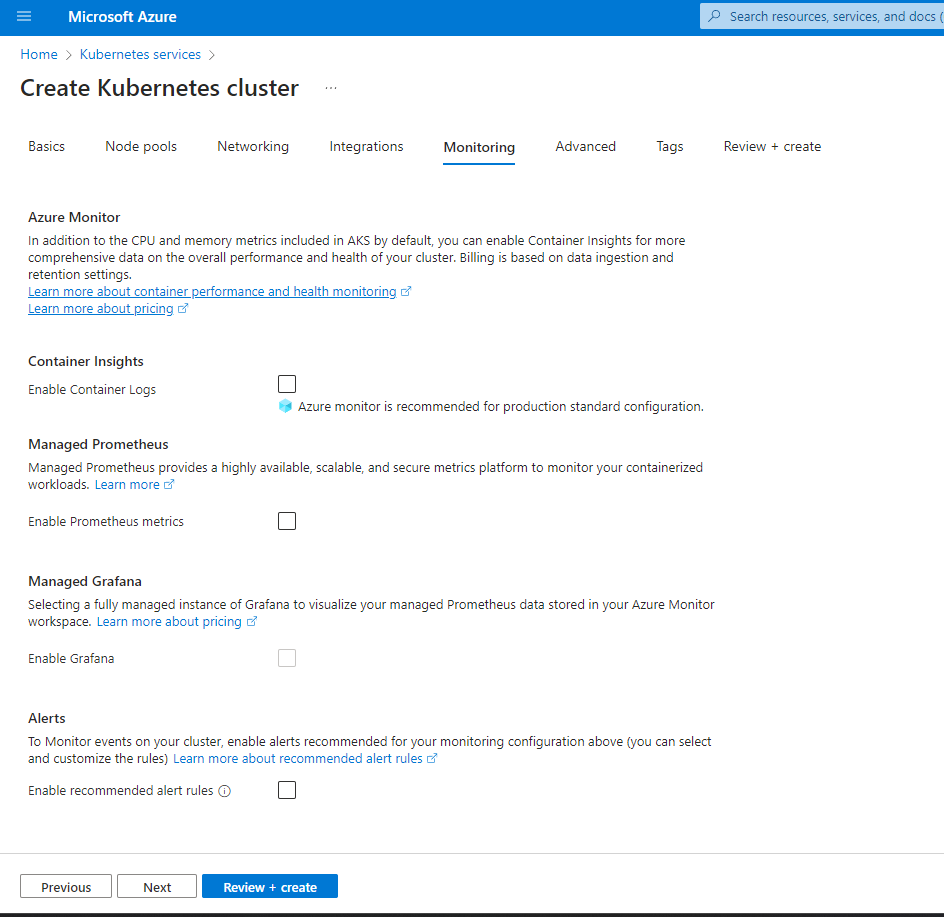 Microsoft Azure
Search resources, services, and docs (
Home > Kubernetes services >
Create Kubernetes cluster ...
Basics Node pools Networking Integrations Monitoring Advanced Tags Review + create
Azure Monitor
In addition to the CPU and memory metrics included in AKS by default, you can enable Container Insights for more
comprehensive data on the overall performance and health of your cluster. Billing is based on data ingestion and
retention settings.
Learn more about container performance and health monitoring
Learn more about pricing
Container Insights
Enable Container Logs
Azure monitor is recommended for production standard configuration.
Managed Prometheus
Managed Prometheus provides a highly available, scalable, and secure metrics platform to monitor your containerized
workloads. Learn more
Enable Prometheus metrics
Managed Grafana
Selecting a fully managed instance of Grafana to visualize your managed Prometheus data stored in your Azure Monitor
workspace. Learn more about pricing
Enable Grafana
Alerts
To Monitor events on your cluster, enable alerts recommended for your monitoring configuration above (you can select
and customize the rules) Learn more about recommended alert rules
Enable recommended alert rules
Previous Next Review + create